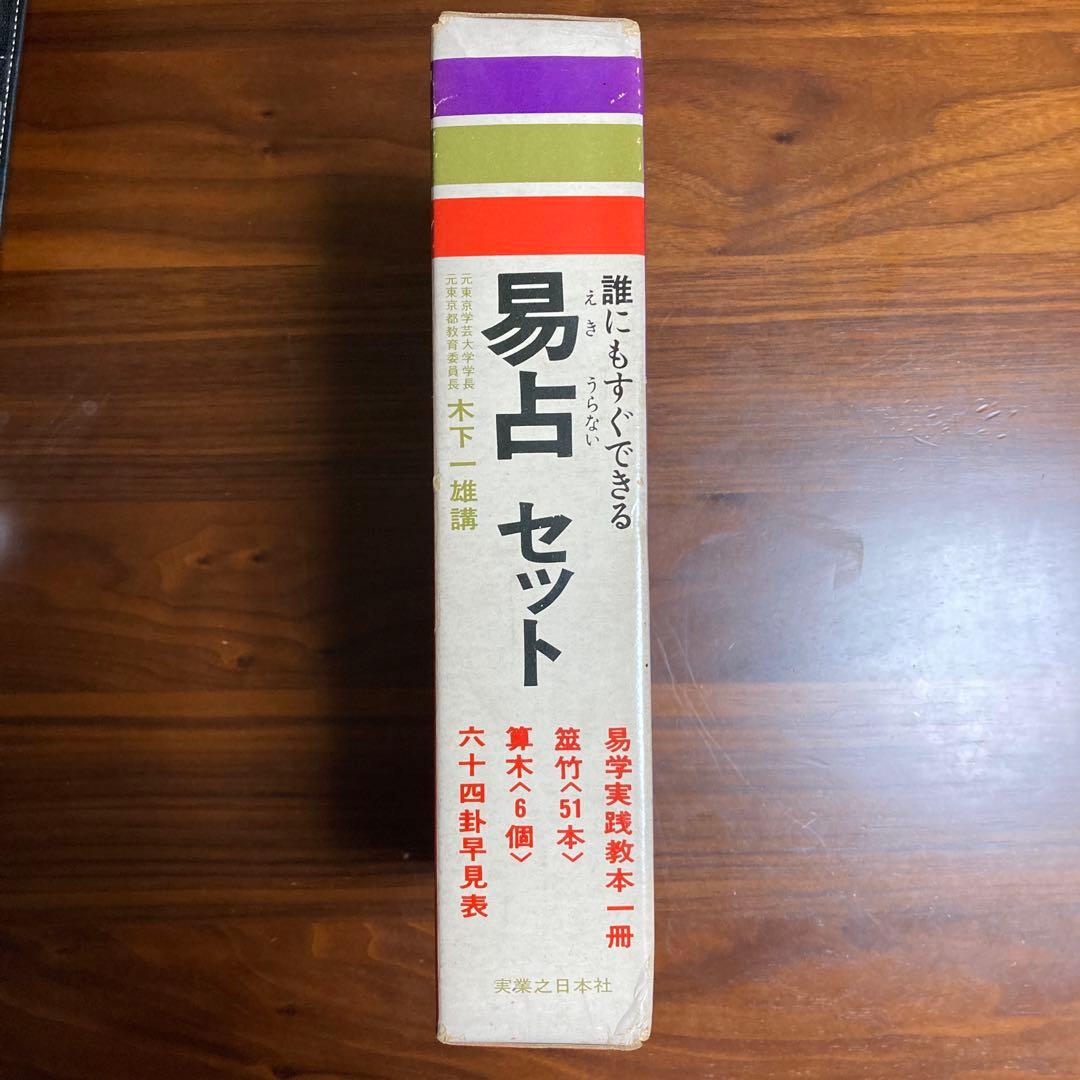 誰にもすぐできる
えき うらない
易占 セット
元東京学芸大学学長
元東京都教育委員長
木下一雄講
易学実践教本一冊
筮竹〈51本〉
算木〈6個〉
六十四卦早見表
実業之日本社